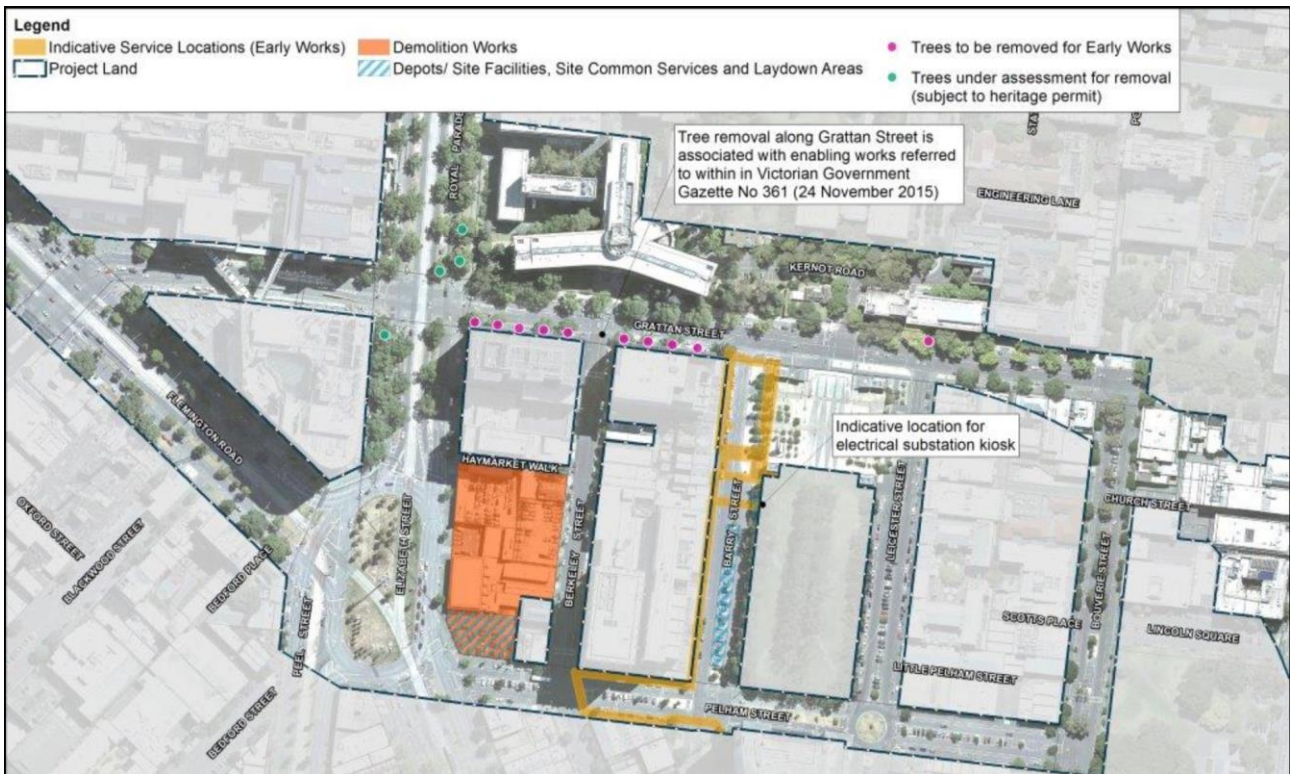 Legend
Indicative Service Locations (Early Works)
Demolition Works
Trees to be removed for Early Works
Project Land
Depots/ Site Facilities, Site Common Services and Laydown Areas
Trees under assessment for removal
(subject to heritage permit)
ROYAL PARADE
Tree removal along Grattan Street is
associated with enabling works referred
to within in Victorian Government
Gazette No 361 (24 November 2015)
ENGINEERING LANE
KERNOT ROAD
GRATTAN STREET
FLEMINGTON ROAD
Indicative location for
electrical substation kiosk
HAYMARKET WALK
ELIZABETH STREET
BERKELEY STREET
BARRY STREET
LEICESTER STREET
BOUVERIE STREET
CHURCH STREET
OXFORD STREET
BLACKWOOD STREET
BEDFORD PLACE
PEEL STREET
BEDFORD STREET
SCOTTS PLACE
LINCOLN SQUARE
LITTLE PELHAM STREET
PELHAM STREET